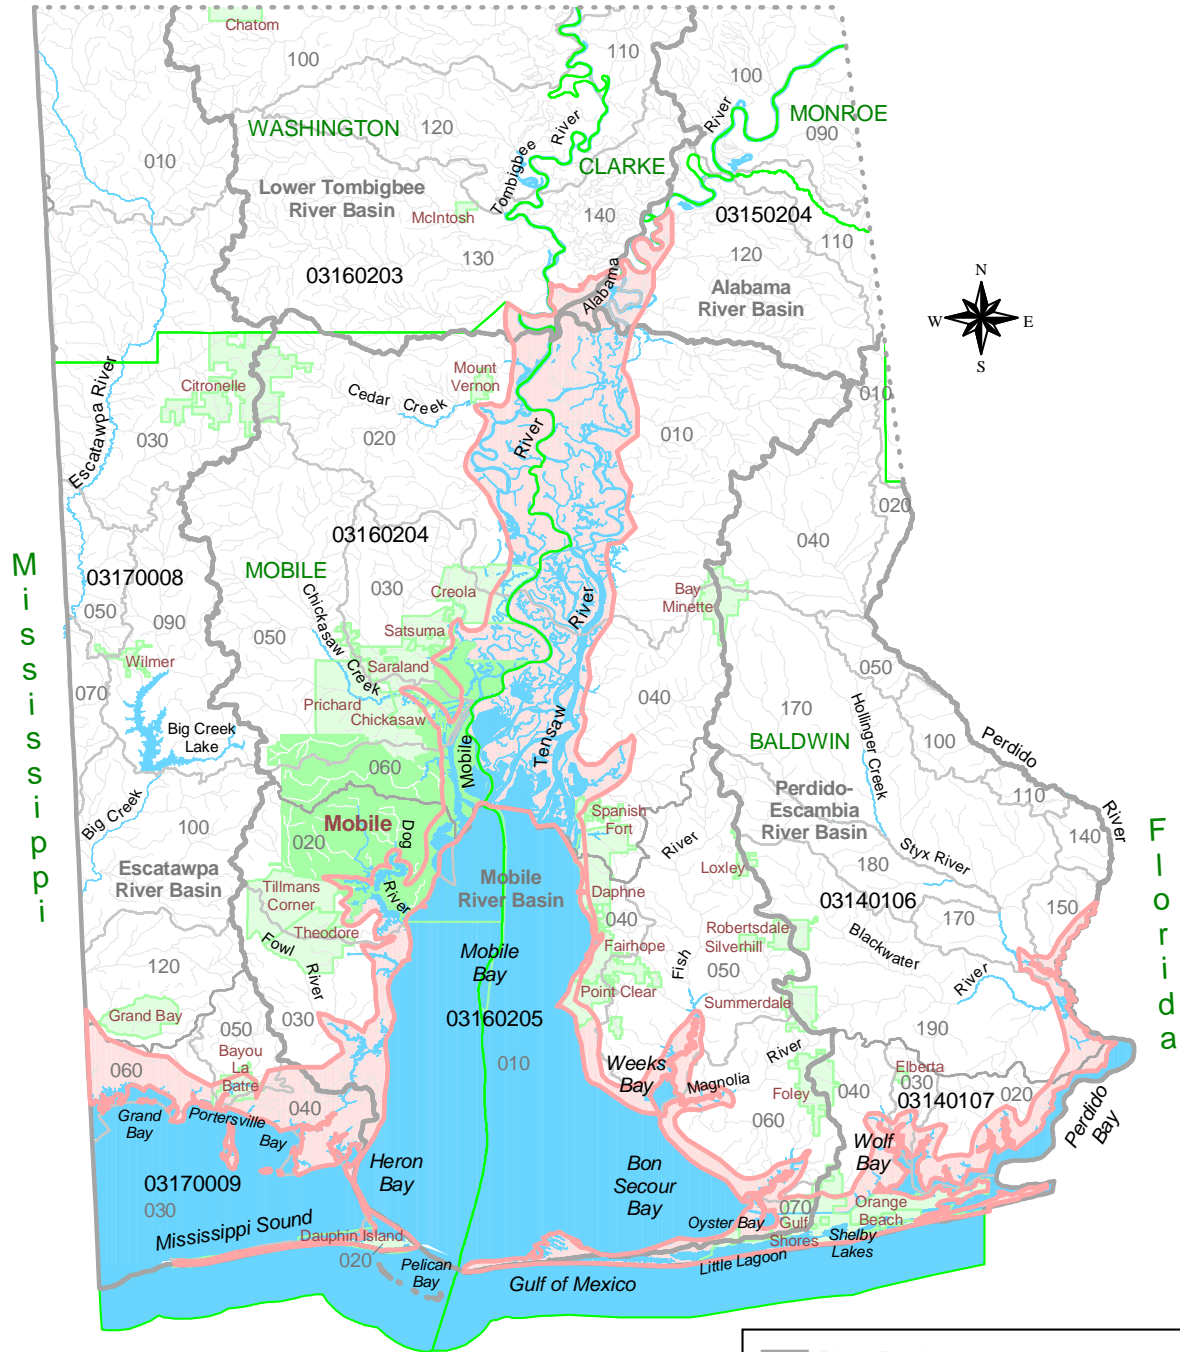 Chatom
100
110
100
MONROE
090
WASHINGTON
120
Tombigbee
River
River
CLARKE
010
Lower Tombigbee
River Basin
McIntosh
140
03150204
110
130
120
03160203
Alabama
Alabama
River Basin
N
W
E
S
Escatawpa River
Citronelle
Mount
Vernon
Cedar Creek
010
030
020
River
010
020
03160204
040
Mississippi
03170008
MOBILE
050
030
Creola
Bay
Minette
090
050
Chickasaw Creek
Satsuma
River
Wilmer
Saraland
050
070
Prichard
Chickasaw
040
170
Hollinger Creek
Big Creek
Lake
Tensaw
BALDWIN
100
Perdido
River
060
Mobile
Perdido-
Escambia
River Basin
110
Big Creek
Spanish
Fort
100
Mobile
Dog
River
River
140
Florida
020
Styx River
Escatawpa
River Basin
Mobile
River Basin
Loxley
180
Tillmans
Corner
Daphne
03140106
150
040
170
Theodore
Robertsdale
Silverhill
Fowl
River
Fairhope
Blackwater
River
Mobile
Bay
Fish
River
120
050
Point Clear
Summerdale
Grand Bay
03160205
030
050
190
Bayou
La
Batre
010
Weeks
Bay
Elberta
060
Magnolia
030
040
020
Foley
03140107
040
Grand
Bay
Portersville
Bay
060
Perdido
Bay
Wolf
Bay
Heron
Bay
Bon
Secour
Bay
03170009
030
070
Orange
Beach
Mississippi Sound
Oyster Bay
Gulf
Shores
Dauphin Island
Shelby
Lakes
020
Pelican
Bay
Little Lagoon
Gulf of Mexico